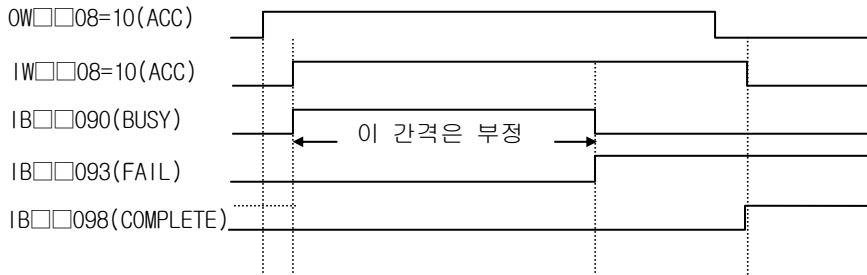 OW□□08=10(ACC)
IW□□08=10(ACC)
IB□□090(BUSY)
이 간격은 부정
IB□□093(FAIL)
IB□□098(COMPLETE)